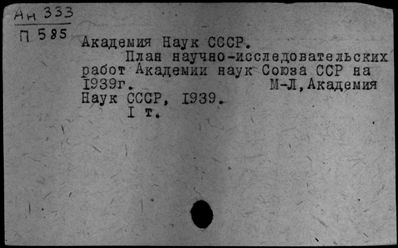 Ан 333
П 585
Академия Наук СССР.
План научно-исследовательских
работ Академии наук Союза ССР на
1939г. М-Л, Академия
Наук СССР, 1939.
I т.